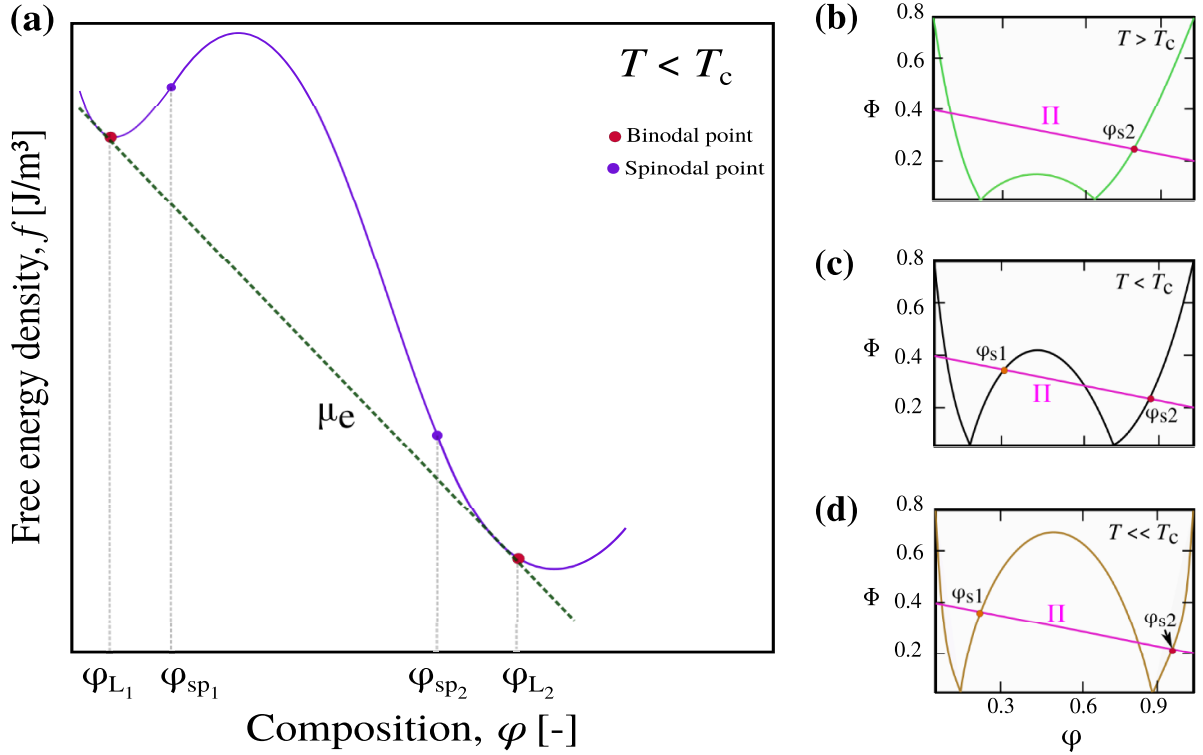 (a)
Free energy density, f [J/m³]
T < Tc
Binodal point
Spinodal point
μe
φL1 φsp1 φsp2 φL2
Composition, φ [-]
(b)
0.8
0.6
0.4
0.2
Φ
T > Tc
Π
φs2
(c)
0.8
0.6
0.4
0.2
Φ
T < Tc
φs1
Π
φs2
(d)
0.8
0.6
0.4
0.2
Φ
T << Tc
φs1
Π
φs2
0.3 0.6 0.9
φ